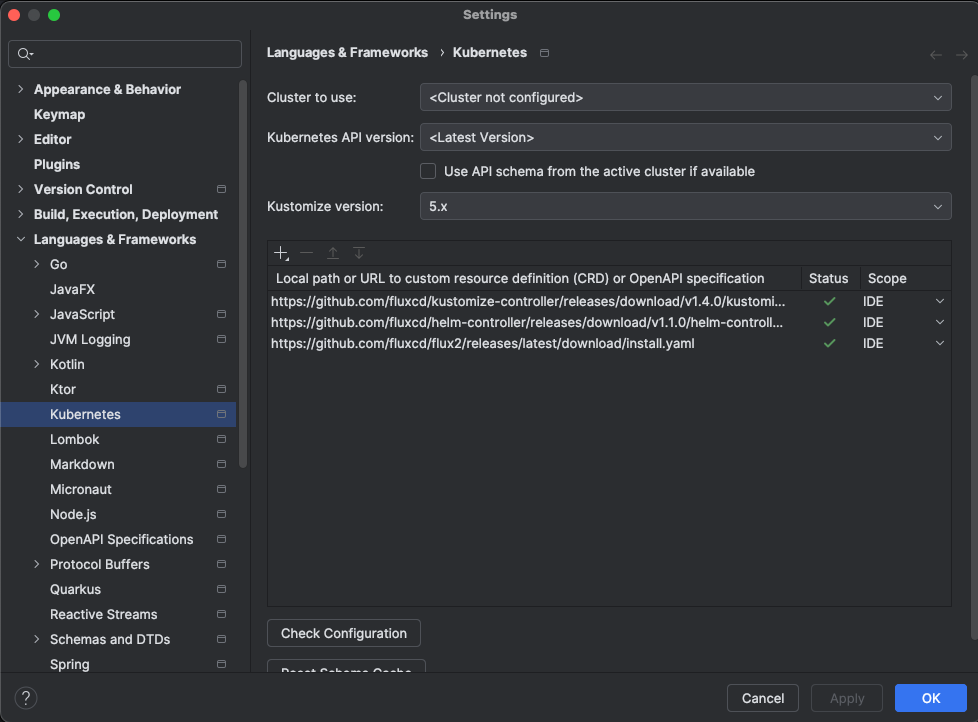 Settings
Appearance & Behavior
Keymap
Editor
Plugins
Version Control
Build, Execution, Deployment
Languages & Frameworks
Go
JavaFX
JavaScript
JVM Logging
Kotlin
Ktor
Kubernetes
Lombok
Markdown
Micronaut
Node.js
OpenAPI Specifications
Protocol Buffers
Quarkus
Reactive Streams
Schemas and DTDs
Spring
Languages & Frameworks › Kubernetes
Cluster to use: <Cluster not configured>
Kubernetes API version: <Latest Version>
Use API schema from the active cluster if available
Kustomize version: 5.x
Local path or URL to custom resource definition (CRD) or OpenAPI specification Status Scope
https://github.com/fluxcd/kustomize-controller/releases/download/v1.4.0/kustomi... IDE
https://github.com/fluxcd/helm-controller/releases/download/v1.1.0/helm-controll... IDE
https://github.com/fluxcd/flux2/releases/latest/download/install.yaml IDE
Check Configuration
Reset Schema Cache
? Cancel Apply OK